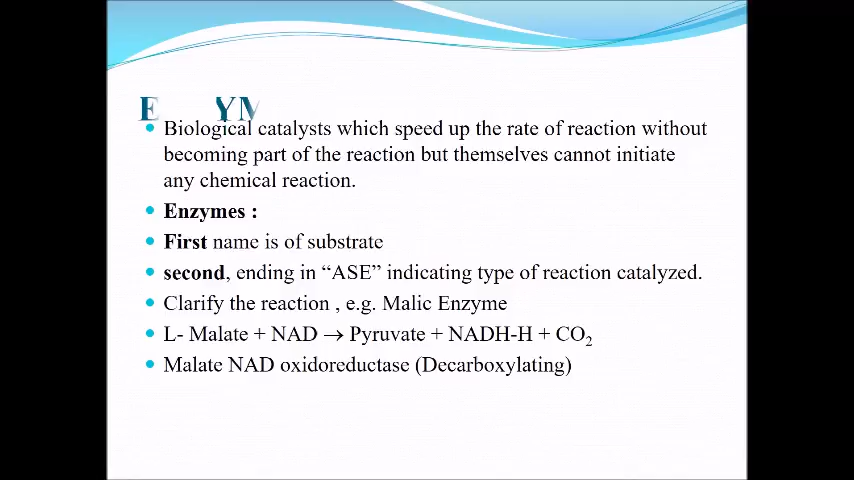 E YM
Biological catalysts which speed up the rate of reaction without
becoming part of the reaction but themselves cannot initiate
any chemical reaction.
Enzymes :
First name is of substrate
second, ending in “ASE” indicating type of reaction catalyzed.
Clarify the reaction , e.g. Malic Enzyme
L- Malate + NAD → Pyruvate + NADH-H + CO₂
Malate NAD oxidoreductase (Decarboxylating)